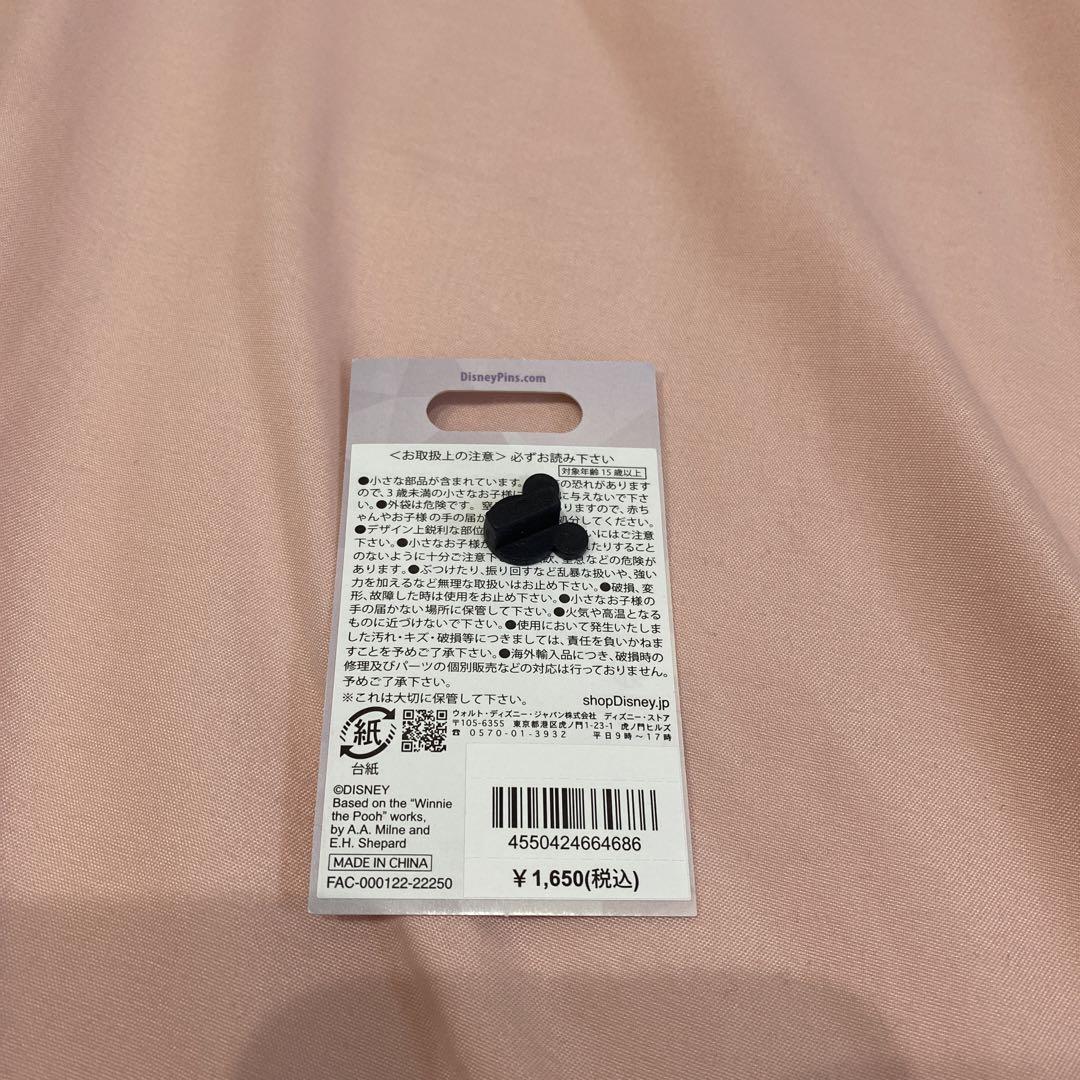 DisneyPins.com
＜お取扱上の注意＞必ずお読み下さい
対象年齢15歳以上
●小さな部品が含まれています。の恐れがあります
ので、3歳未満の小さなお子様に与えないで下さ
い。●外袋は危険です。りますので、赤ち
ゃんやお子様の手の届か処分してください。
●デザイン上鋭利な部位いにはご注意
下さい。●小さなお子様がたりすること
のないように十分ご注意下窒息などの危険が
あります。●ぶつけたり、振り回すなど乱暴な扱いや、強い
力を加えるなど無理な取扱いはお止め下さい。●破損、変
形、故障した時は使用をお止め下さい。●小さなお子様の
手の届かない場所に保管して下さい。●火気や高温となる
ものに近づけないで下さい。●使用において発生いたしま
した汚れ・キズ・破損等につきましては、責任を負いかねま
すことを予めご了承下さい。●海外輸入品につき、破損時の
修理及びパーツの個別販売などの対応は行っておりません。
予めご了承下さい。
※これは大切に保管して下さい。
shopDisney.jp
紙
台紙
ウォルト・ディズニー・ジャパン株式会社 ディズニー・ストア
〒105-6355 東京都港区虎ノ門1-23-1 虎ノ門ヒルズ
☎ 0570-01-3932 平日9時～17時
©DISNEY
Based on the “Winnie
the Pooh” works,
by A.A. Milne and
E.H. Shepard
MADE IN CHINA
FAC-000122-22250
4550424664686
￥1,650(税込)